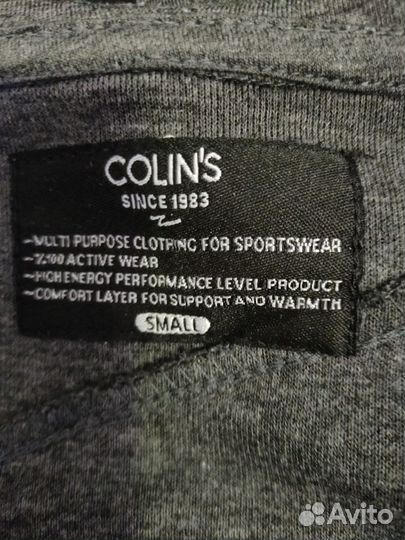 COLIN'S
SINCE 1983
~MULTI PURPOSE CLOTHING FOR SPORTSWEAR
~%100 ACTIVE WEAR
~HIGH ENERGY PERFORMANCE LEVEL PRODUCT
~COMFORT LAYER FOR SUPPORT AND WARMTH
SMALL
Avito